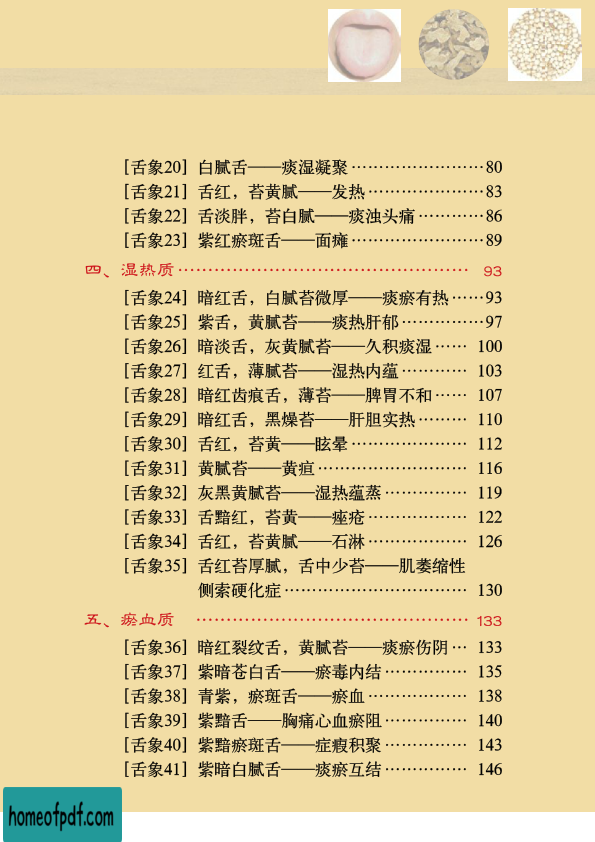 [舌象20] 白腻舌——痰湿凝聚……………………80
[舌象21] 舌红，苔黄腻——发热…………………83
[舌象22] 舌淡胖，苔白腻——痰浊头痛…………86
[舌象23] 紫红瘀斑舌——面瘫……………………89
四、湿热质………………………………………… 93
[舌象24] 暗红舌，白腻苔微厚——痰瘀有热……93
[舌象25] 紫舌，黄腻苔——痰热肝郁……………97
[舌象26] 暗淡舌，灰黄腻苔——久积痰湿…… 100
[舌象27] 红舌，薄腻苔——湿热内蕴………… 103
[舌象28] 暗红齿痕舌，薄苔——脾胃不和…… 107
[舌象29] 暗红舌，黑燥苔——肝胆实热……… 110
[舌象30] 舌红，苔黄——眩晕………………… 112
[舌象31] 黄腻苔——黄疸……………………… 116
[舌象32] 灰黑黄腻苔——湿热蕴蒸…………… 119
[舌象33] 舌黯红，苔黄——痤疮……………… 122
[舌象34] 舌红，苔黄腻——石淋……………… 126
[舌象35] 舌红苔厚腻，舌中少苔——肌萎缩性
侧索硬化症…………………………… 130
五、瘀血质 ……………………………………… 133
[舌象36] 暗红裂纹舌，黄腻苔——痰瘀伤阴… 133
[舌象37] 紫暗苍白舌——瘀毒内结…………… 135
[舌象38] 青紫，瘀斑舌——瘀血……………… 138
[舌象39] 紫黯舌——胸痛心血瘀阻…………… 140
[舌象40] 紫黯瘀斑舌——症瘕积聚…………… 143
[舌象41] 紫暗白腻舌——痰瘀互结…………… 146
homeofpdf.com